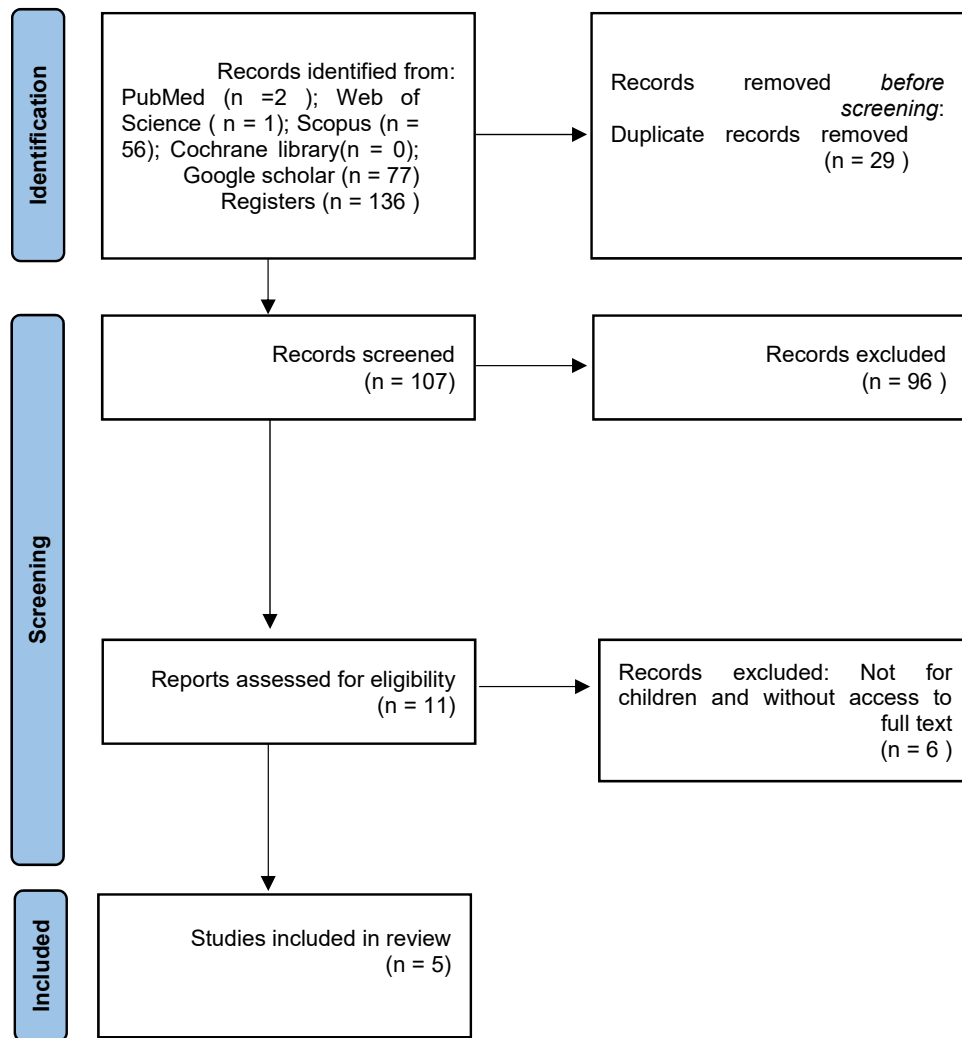 Identification
Records identified from:
PubMed (n =2 ); Web of
Science ( n = 1); Scopus (n =
56); Cochrane library(n = 0);
Google scholar (n = 77)
Registers (n = 136 )
Records removed before
screening:
Duplicate records removed
(n = 29 )
Screening
Records screened
(n = 107)
Records excluded
(n = 96 )
Reports assessed for eligibility
(n = 11)
Records excluded: Not for
children and without access to
full text
(n = 6 )
Included
Studies included in review
(n = 5)